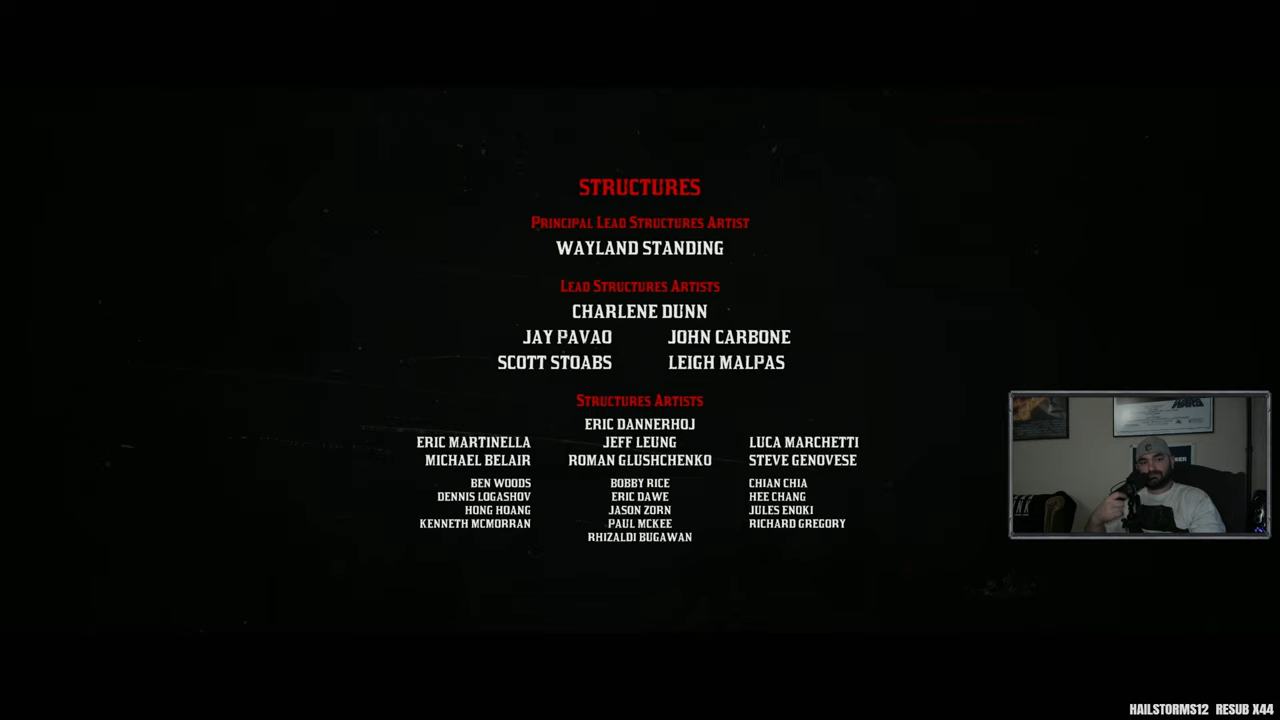 STRUCTURES
PRINCIPAL LEAD STRUCTURES ARTIST
WAYLAND STANDING
LEAD STRUCTURES ARTISTS
CHARLENE DUNN
JAY PAVAO JOHN CARBONE
SCOTT STOABS LEIGH MALPAS
STRUCTURES ARTISTS
ERIC DANNERHOJ
ERIC MARTINELLA JEFF LEUNG LUCA MARCHETTI
MICHAEL BELAIR ROMAN GLUSHCHENKO STEVE GENOVESE
BEN WOODS BOBBY RICE CHIAN CHIA
DENNIS LOGASHOV ERIC DAWE HEE CHANG
HONG HOANG JASON ZORN JULES ENOKI
KENNETH MCMORRAN PAUL MCKEE RICHARD GREGORY
RHIZALDI BUGAWAN
HAILSTORMS12 RESUB X44